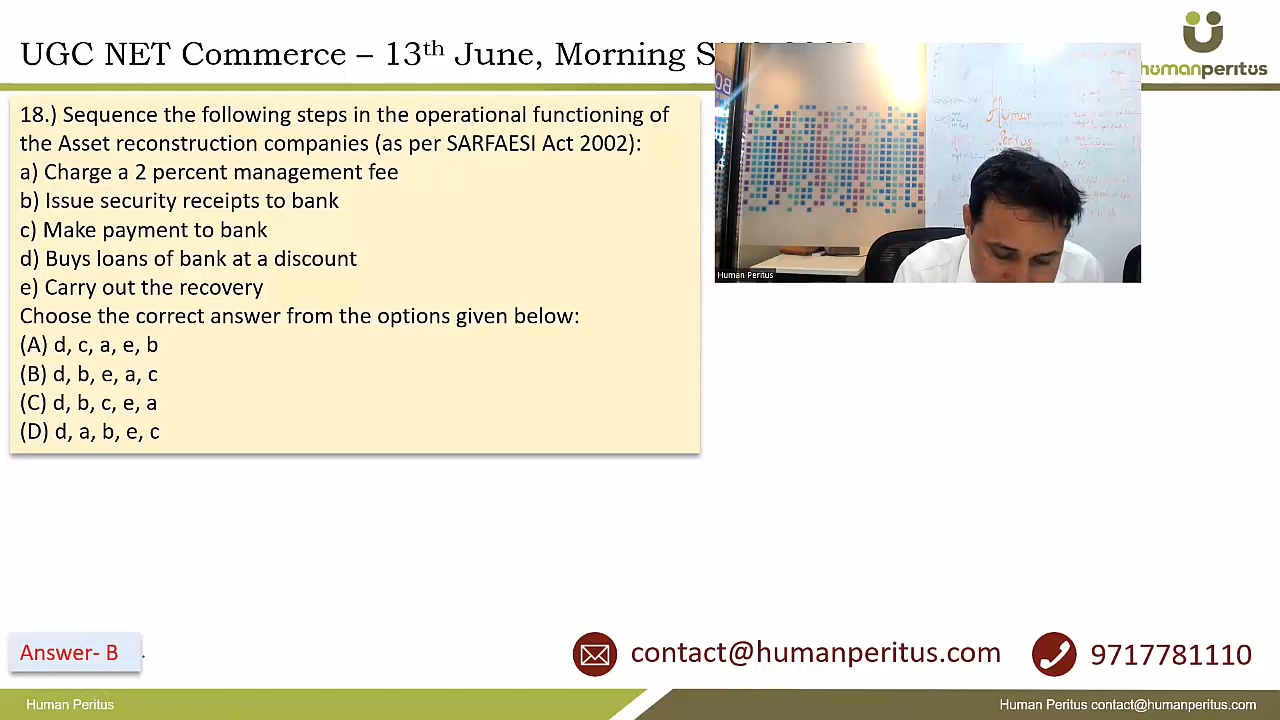 UGC NET Commerce – 13th June, Morning S
humanperitus
18.) Sequence the following steps in the operational functioning of
the Asset reconstruction companies (as per SARFAESI Act 2002):
a) Charge a 2 percent management fee
b) Issue security receipts to bank
c) Make payment to bank
d) Buys loans of bank at a discount
e) Carry out the recovery
Choose the correct answer from the options given below:
(A) d, c, a, e, b
(B) d, b, e, a, c
(C) d, b, c, e, a
(D) d, a, b, e, c
Human Peritus
Answer- B .
contact@humanperitus.com
9717781110
Human Peritus
Human Peritus contact@humanperitus.com